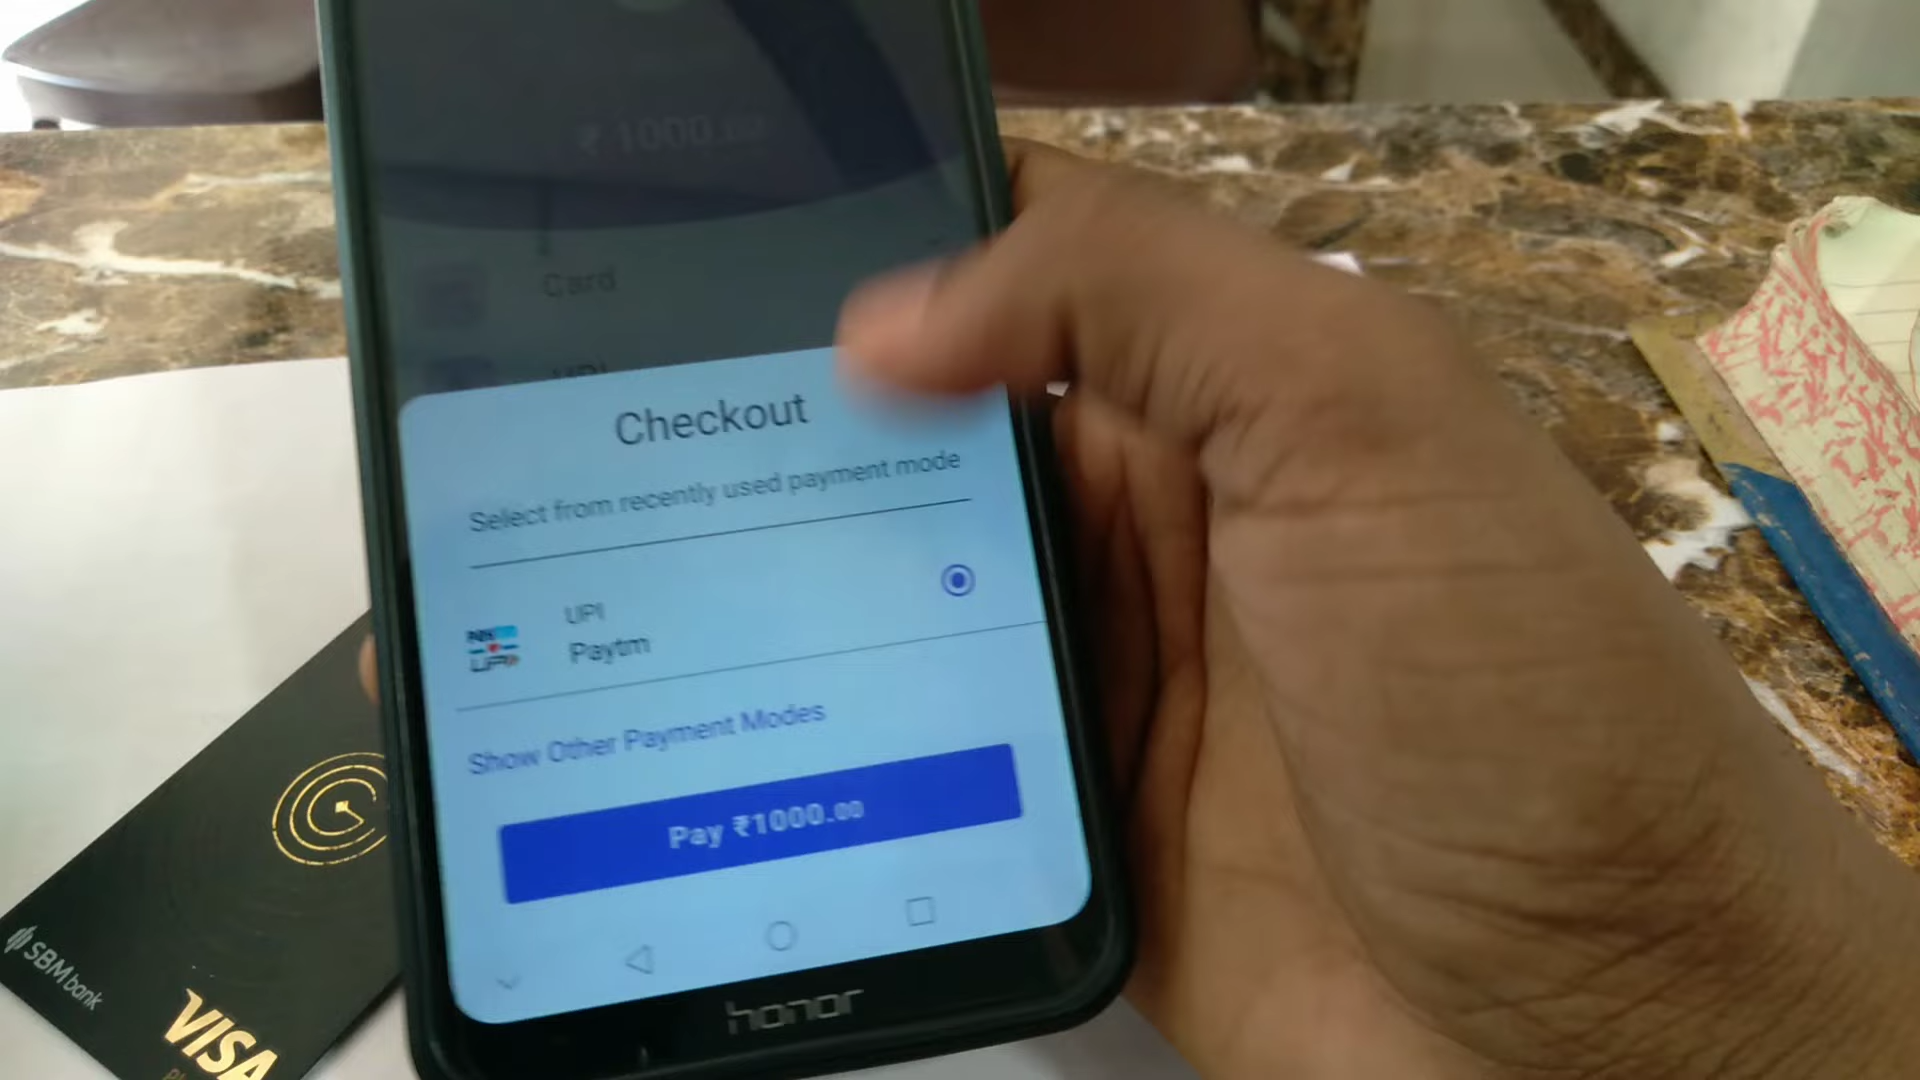 ₹ 1000.00
Card
UPI
Checkout
Select from recently used payment mode
UPI
Paytm
Show Other Payment Modes
Pay ₹1000.00
honor
SBM bank
VISA